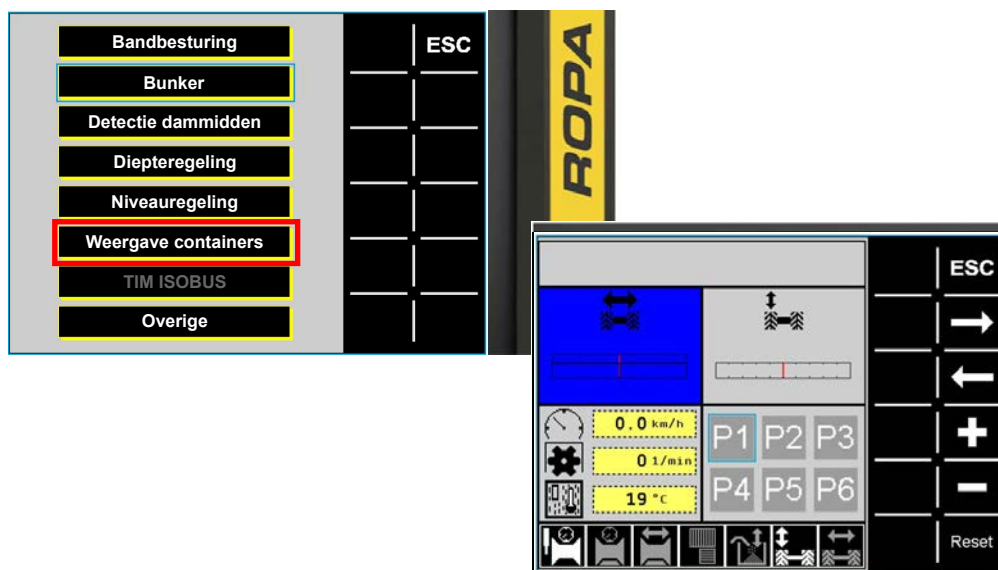 Bandbesturing
Bunker
Detectie dammidden
Diepteregeling
Niveauregeling
Weergave containers
TIM ISOBUS
Overige
ESC
ROPA
ESC
0.0 km/h
0 1/min
19 °C
P1 P2 P3
P4 P5 P6
Reset